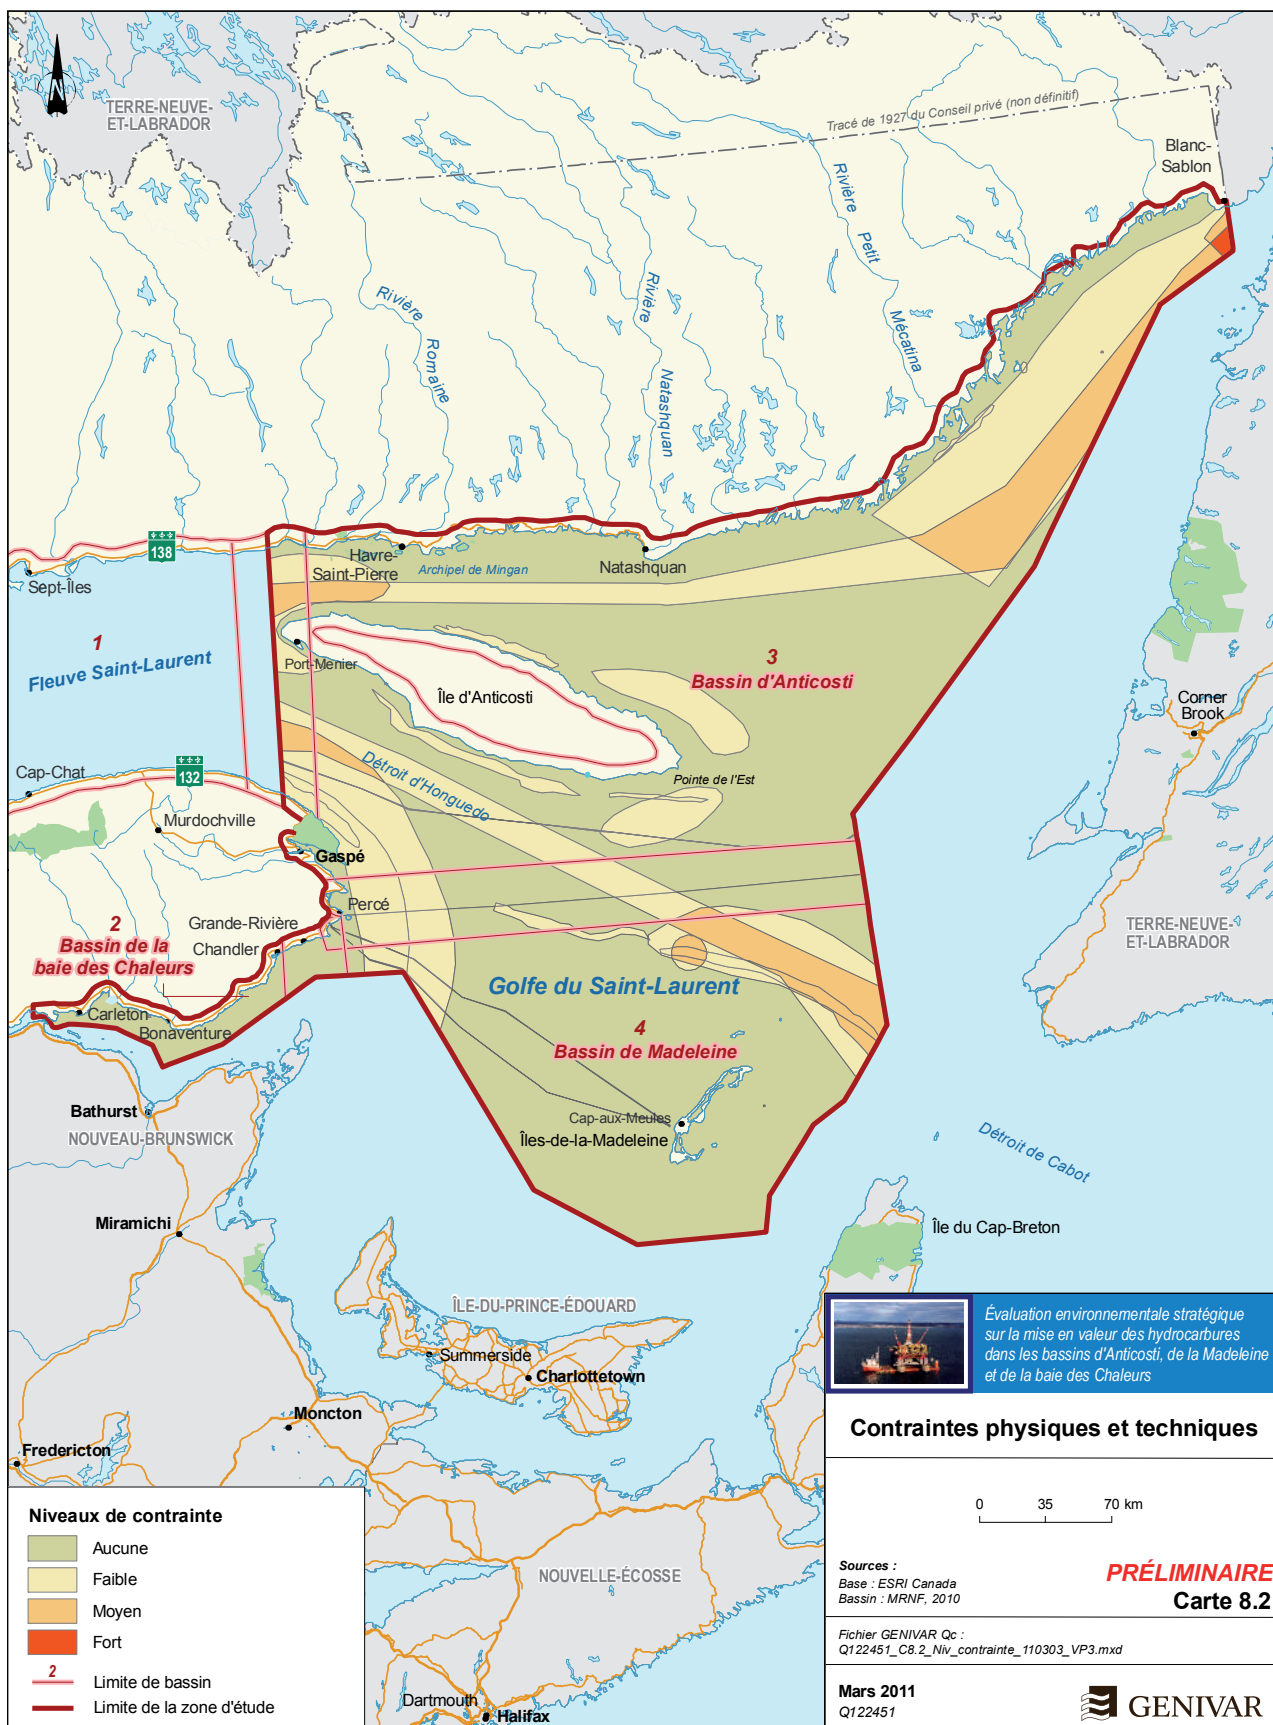 TERRE-NEUVE-
ET-LABRADOR
Tracé de 1927 du Conseil privé (non définitif)
Blanc-
Sablon
Rivière
Petit
Mécatina
Rivière
Natashquan
Rivière
Romaine
138
Sept-Îles
Havre-
Saint-Pierre
Archipel de Mingan
Natashquan
1
Fleuve Saint-Laurent
Port-Menier
Île d'Anticosti
3
Bassin d'Anticosti
Corner
Brook
Cap-Chat
132
Détroit d'Honguedo
Pointe de l'Est
Murdochville
Gaspé
Percé
Grande-Rivière
Chandler
2
Bassin de la
baie des Chaleurs
TERRE-NEUVE-
ET-LABRADOR
Golfe du Saint-Laurent
4
Bassin de Madeleine
Carleton
Bonaventure
Bathurst
NOUVEAU-BRUNSWICK
Cap-aux-Meules
Îles-de-la-Madeleine
Détroit de Cabot
Miramichi
Île du Cap-Breton
ÎLE-DU-PRINCE-ÉDOUARD
Summerside
Charlottetown
Moncton
Fredericton
NOUVELLE-ÉCOSSE
Dartmouth
Halifax
Niveaux de contrainte
Aucune
Faible
Moyen
Fort
2
Limite de bassin
Limite de la zone d'étude
Évaluation environnementale stratégique
sur la mise en valeur des hydrocarbures
dans les bassins d'Anticosti, de la Madeleine
et de la baie des Chaleurs
Contraintes physiques et techniques
0 35 70 km
Sources :
Base : ESRI Canada
Bassin : MRNF, 2010
PRÉLIMINAIRE
Carte 8.2
Fichier GENIVAR Qc :
Q122451_C8.2_Niv_contrainte_110303_VP3.mxd
Mars 2011
Q122451
GENIVAR